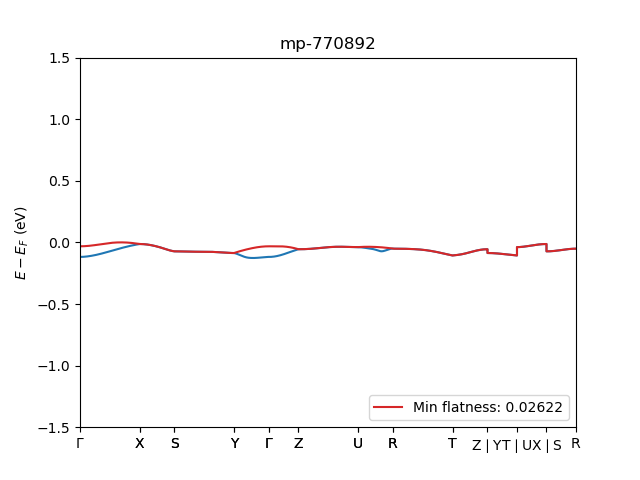 mp-770892
1.5
1.0
0.5
0.0
−0.5
−1.0
−1.5
E − E_F (eV)
Min flatness: 0.02622
Γ X S Y Γ Z U R T Z | YT | UX | S R